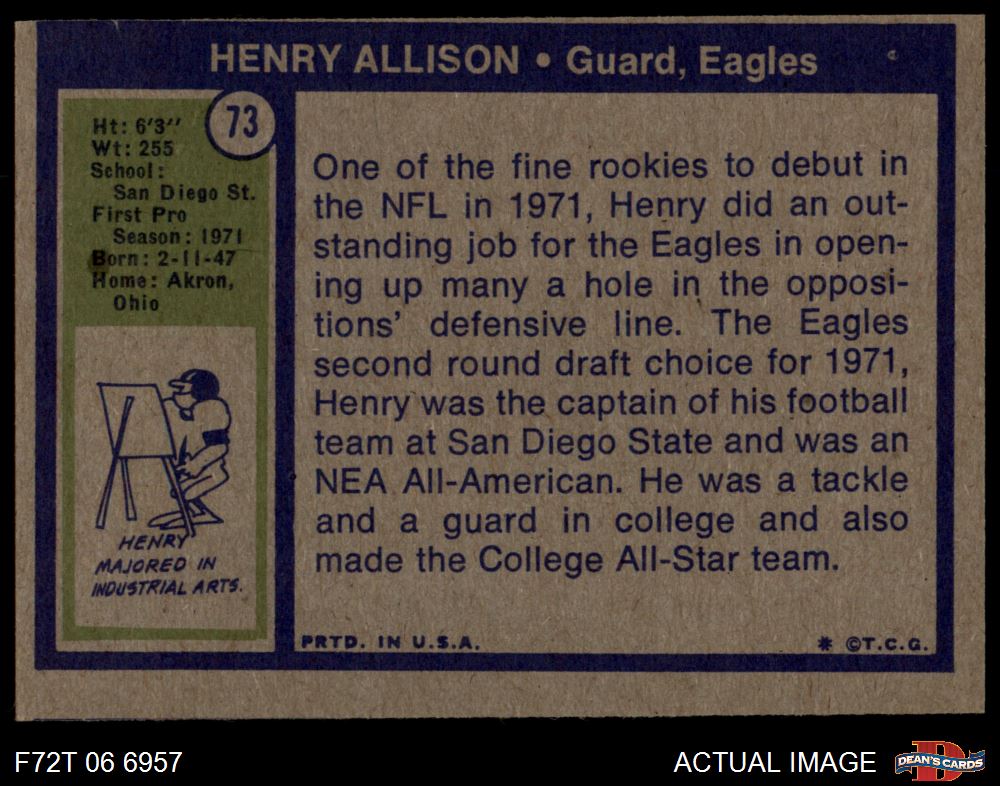 HENRY ALLISON • Guard, Eagles
73
Ht: 6'3''
Wt: 255
School:
San Diego St.
First Pro
Season: 1971
Born: 2-11-47
Home: Akron,
Ohio
HENRY
MAJORED IN
INDUSTRIAL ARTS.
One of the fine rookies to debut in
the NFL in 1971, Henry did an out-
standing job for the Eagles in open-
ing up many a hole in the opposi-
tions' defensive line. The Eagles
second round draft choice for 1971,
Henry was the captain of his football
team at San Diego State and was an
NEA All-American. He was a tackle
and a guard in college and also
made the College All-Star team.
PRTD. IN U.S.A.
* ©T.C.G.
F72T 06 6957
ACTUAL IMAGE
D
DEAN'S CARDS